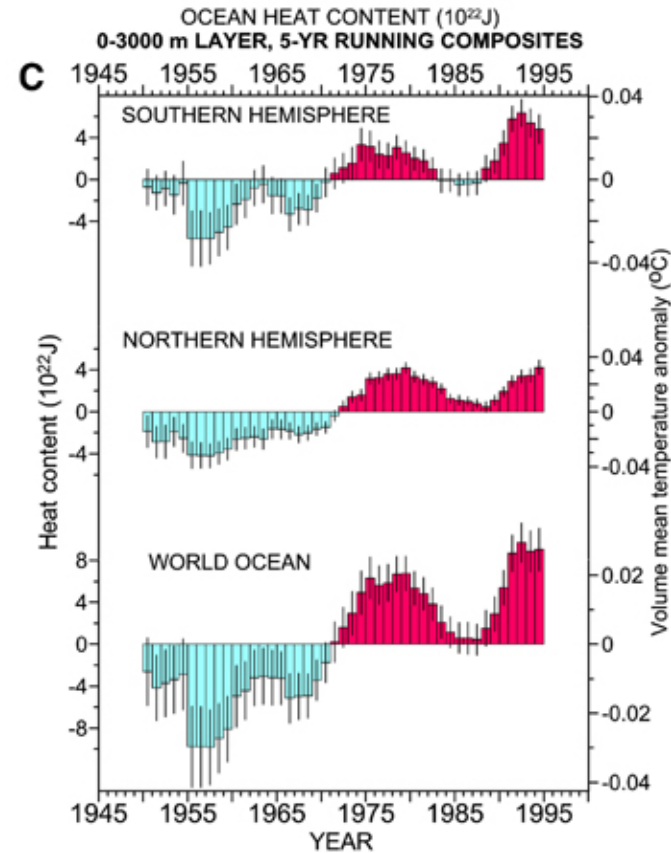 OCEAN HEAT CONTENT (10²²J)
0-3000 m LAYER, 5-YR RUNNING COMPOSITES
C
1945 1955 1965 1975 1985 1995
SOUTHERN HEMISPHERE
4
0
-4
0.04
0
-0.04
NORTHERN HEMISPHERE
4
0
-4
0.04
0
-0.04
WORLD OCEAN
8
4
0
-4
-8
0.02
0
-0.02
-0.04
Heat content (10²²J)
Volume mean temperature anomaly (ºC)
1945 1955 1965 1975 1985 1995
YEAR